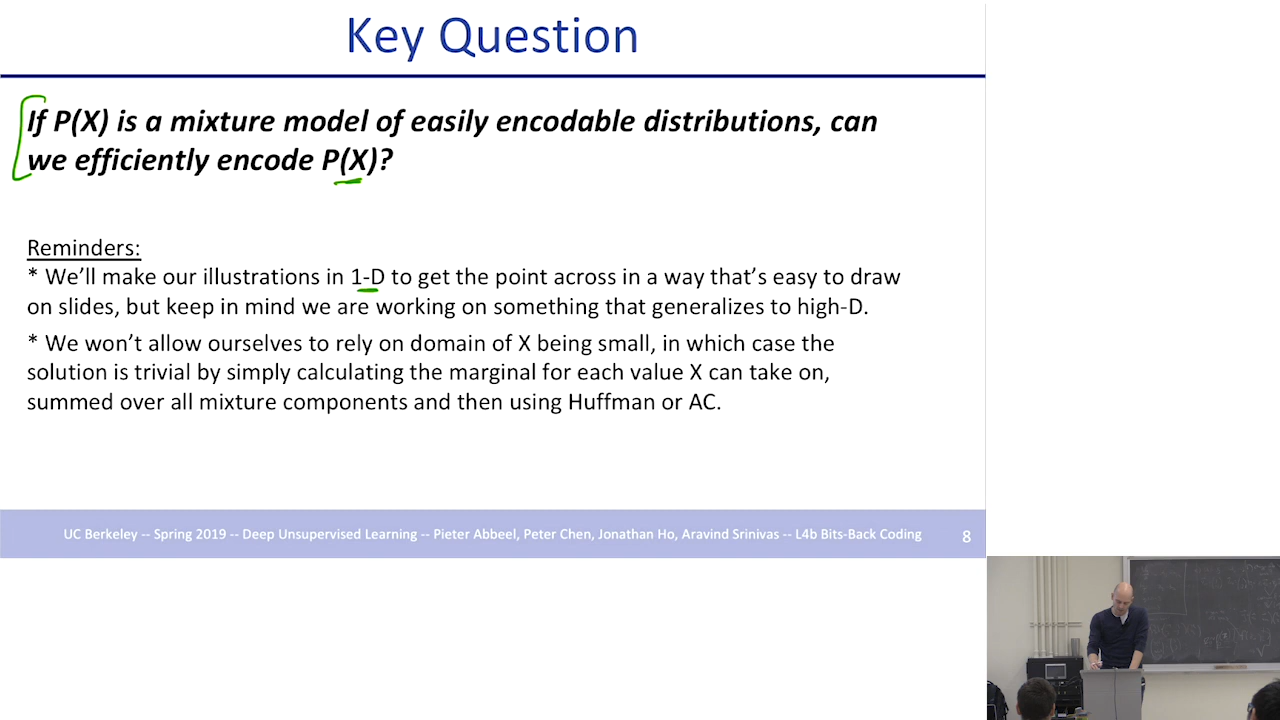 Key Question
If P(X) is a mixture model of easily encodable distributions, can
we efficiently encode P(X)?
Reminders:
* We’ll make our illustrations in 1-D to get the point across in a way that’s easy to draw
on slides, but keep in mind we are working on something that generalizes to high-D.
* We won’t allow ourselves to rely on domain of X being small, in which case the
solution is trivial by simply calculating the marginal for each value X can take on,
summed over all mixture components and then using Huffman or AC.
UC Berkeley -- Spring 2019 -- Deep Unsupervised Learning -- Pieter Abbeel, Peter Chen, Jonathan Ho, Aravind Srinivas -- L4b Bits-Back Coding 8